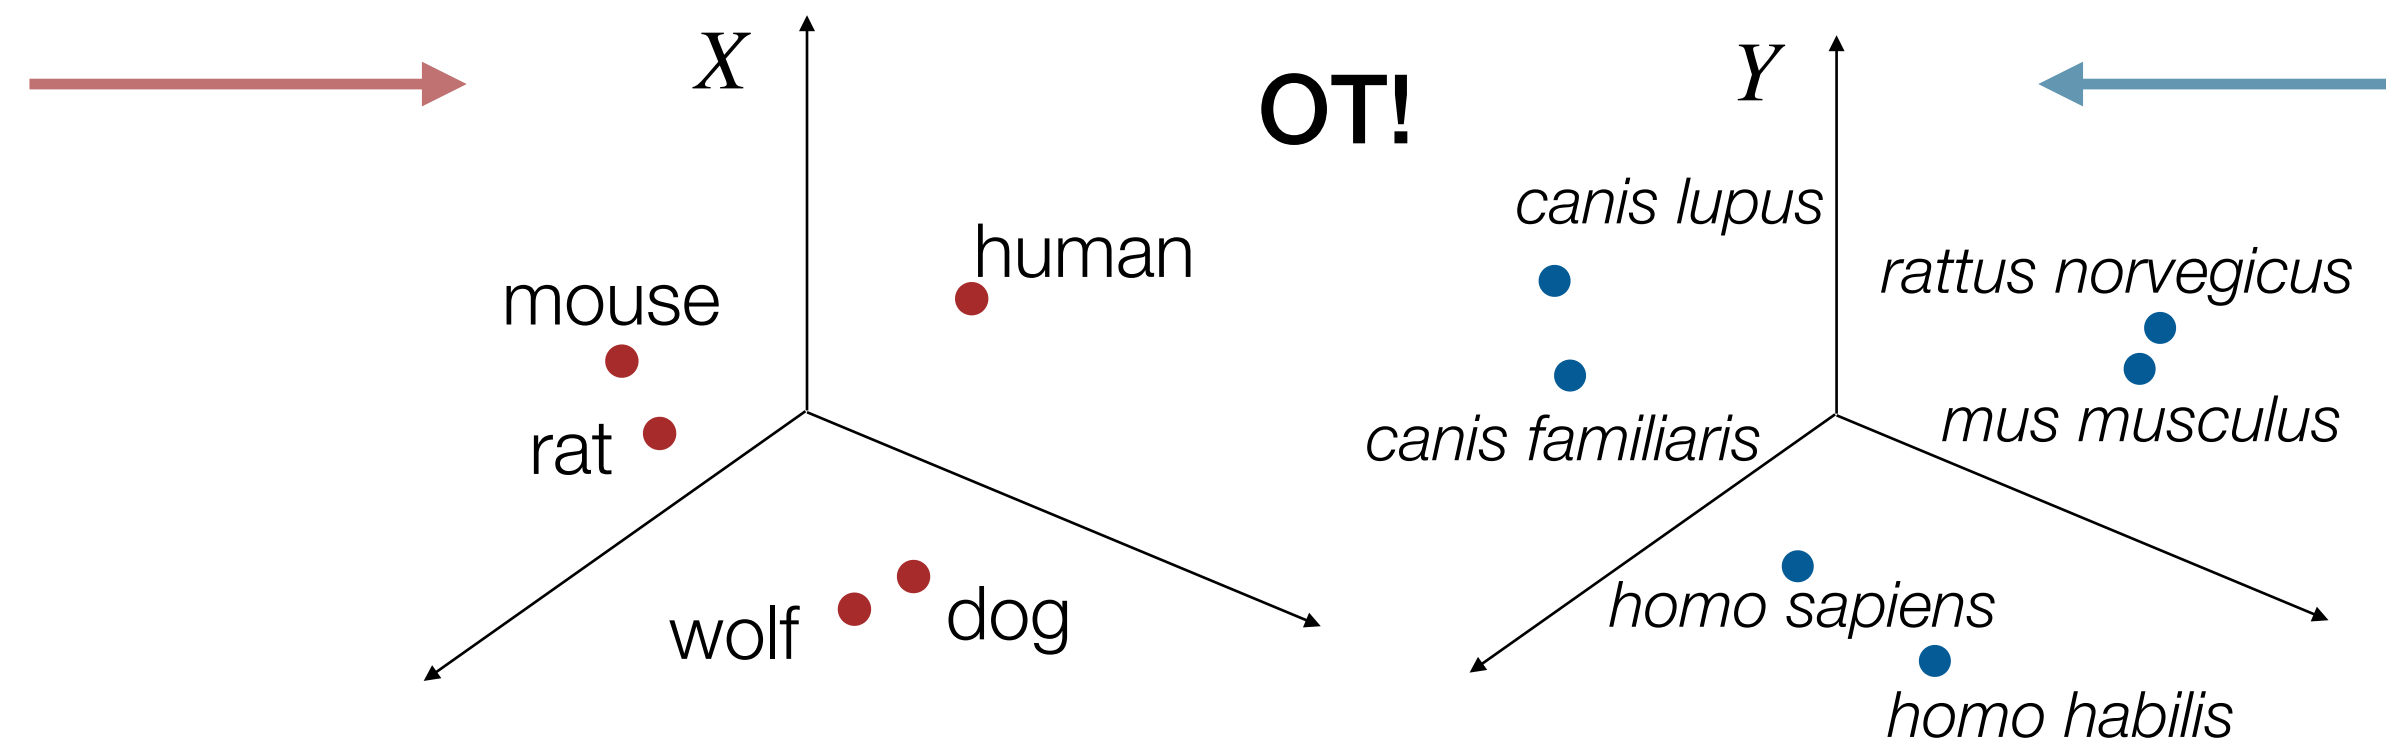 X
OT!
Y
human
mouse
rat
wolf
dog
canis lupus
rattus norvegicus
canis familiaris
mus musculus
homo sapiens
homo habilis